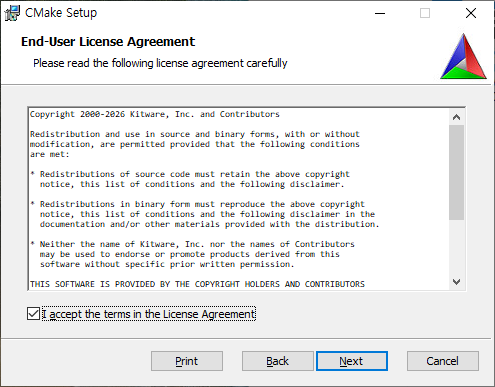 CMake Setup
End-User License Agreement
Please read the following license agreement carefully
Copyright 2000-2026 Kitware, Inc. and Contributors
Redistribution and use in source and binary forms, with or without
modification, are permitted provided that the following conditions
are met:
* Redistributions of source code must retain the above copyright
notice, this list of conditions and the following disclaimer.
* Redistributions in binary form must reproduce the above copyright
notice, this list of conditions and the following disclaimer in the
documentation and/or other materials provided with the distribution.
* Neither the name of Kitware, Inc. nor the names of Contributors
may be used to endorse or promote products derived from this
software without specific prior written permission.
THIS SOFTWARE IS PROVIDED BY THE COPYRIGHT HOLDERS AND CONTRIBUTORS
I accept the terms in the License Agreement
Print
Back
Next
Cancel